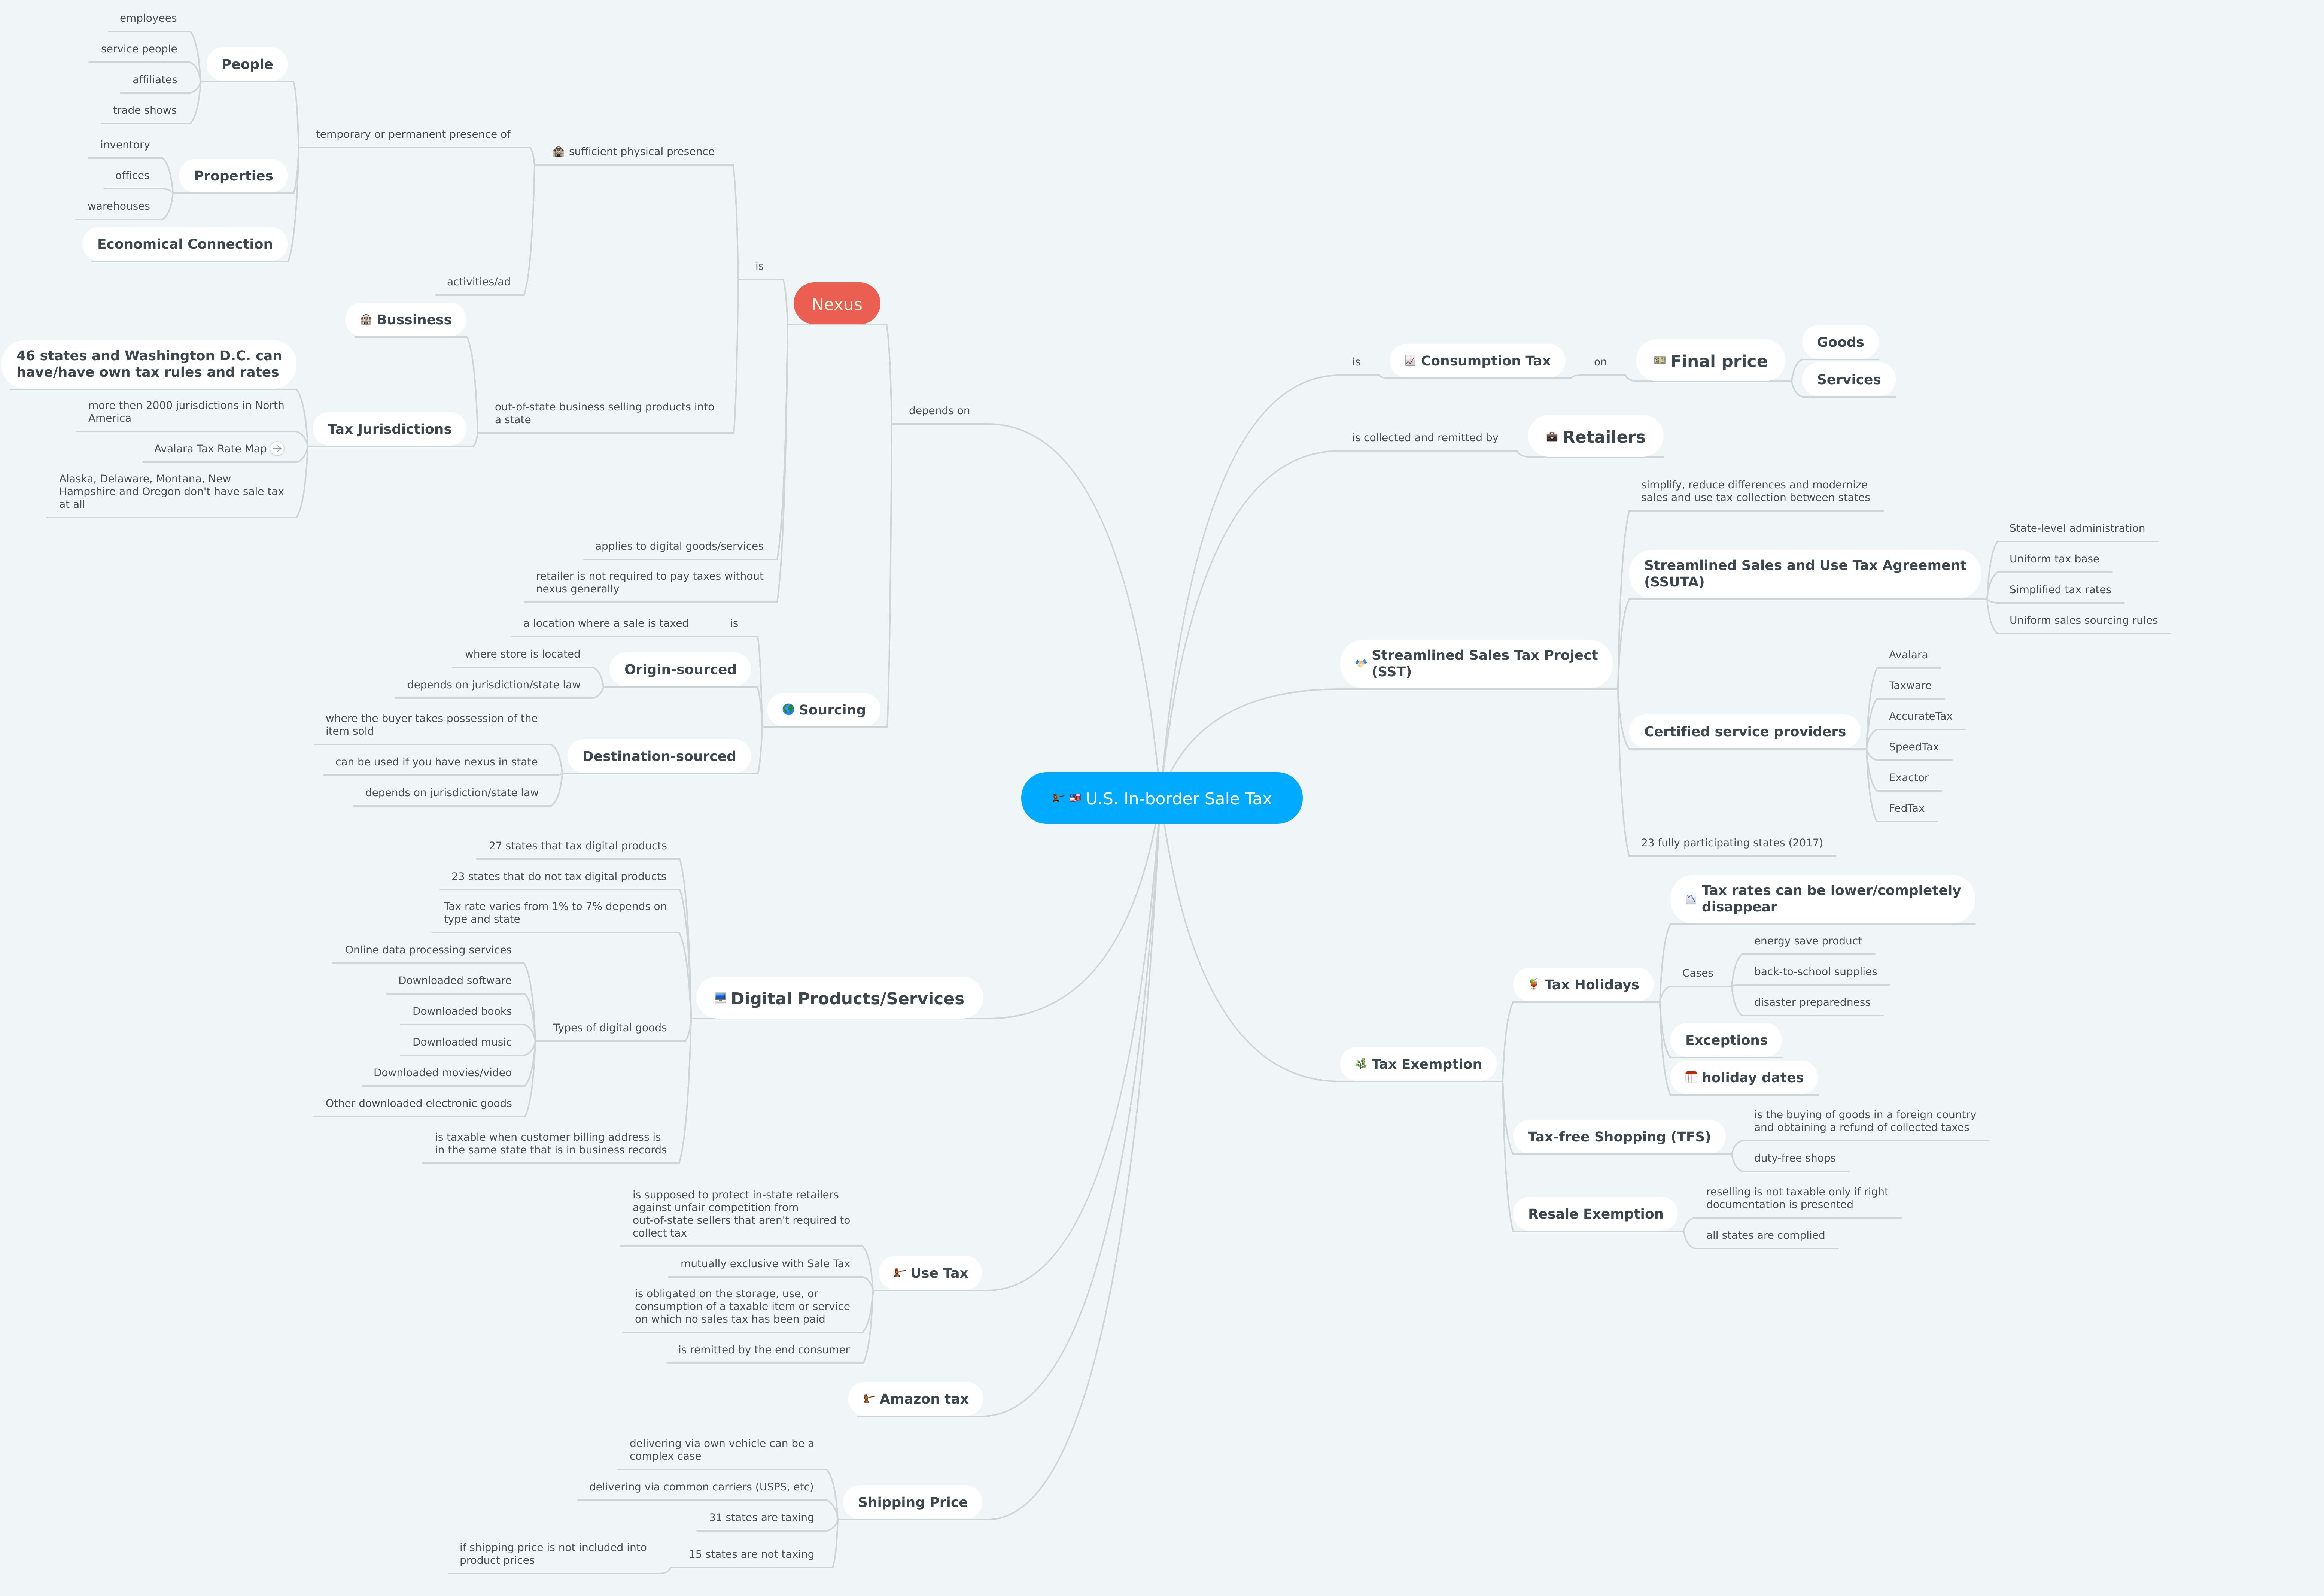 U.S. In-border Sale Tax
depends on
Nexus
is
sufficient physical presence
temporary or permanent presence of
People
employees
service people
affiliates
trade shows
Properties
inventory
offices
warehouses
Economical Connection
activities/ad
out-of-state business selling products into
a state
Bussiness
Tax Jurisdictions
46 states and Washington D.C. can
have/have own tax rules and rates
more then 2000 jurisdictions in North
America
Avalara Tax Rate Map
Alaska, Delaware, Montana, New
Hampshire and Oregon don't have sale tax
at all
applies to digital goods/services
retailer is not required to pay taxes without
nexus generally
Sourcing
is
a location where a sale is taxed
Origin-sourced
where store is located
depends on jurisdiction/state law
Destination-sourced
where the buyer takes possession of the
item sold
can be used if you have nexus in state
depends on jurisdiction/state law
Digital Products/Services
27 states that tax digital products
23 states that do not tax digital products
Tax rate varies from 1% to 7% depends on
type and state
Types of digital goods
Online data processing services
Downloaded software
Downloaded books
Downloaded music
Downloaded movies/video
Other downloaded electronic goods
is taxable when customer billing address is
in the same state that is in business records
Use Tax
is supposed to protect in-state retailers
against unfair competition from
out-of-state sellers that aren't required to
collect tax
mutually exclusive with Sale Tax
is obligated on the storage, use, or
consumption of a taxable item or service
on which no sales tax has been paid
is remitted by the end consumer
Amazon tax
Shipping Price
delivering via own vehicle can be a
complex case
delivering via common carriers (USPS, etc)
31 states are taxing
15 states are not taxing
if shipping price is not included into
product prices
is
Consumption Tax
on
Final price
Goods
Services
is collected and remitted by
Retailers
Streamlined Sales Tax Project
(SST)
simplify, reduce differences and modernize
sales and use tax collection between states
Streamlined Sales and Use Tax Agreement
(SSUTA)
State-level administration
Uniform tax base
Simplified tax rates
Uniform sales sourcing rules
Certified service providers
Avalara
Taxware
AccurateTax
SpeedTax
Exactor
FedTax
23 fully participating states (2017)
Tax Exemption
Tax Holidays
Tax rates can be lower/completely
disappear
Cases
energy save product
back-to-school supplies
disaster preparedness
Exceptions
holiday dates
Tax-free Shopping (TFS)
is the buying of goods in a foreign country
and obtaining a refund of collected taxes
duty-free shops
Resale Exemption
reselling is not taxable only if right
documentation is presented
all states are complied